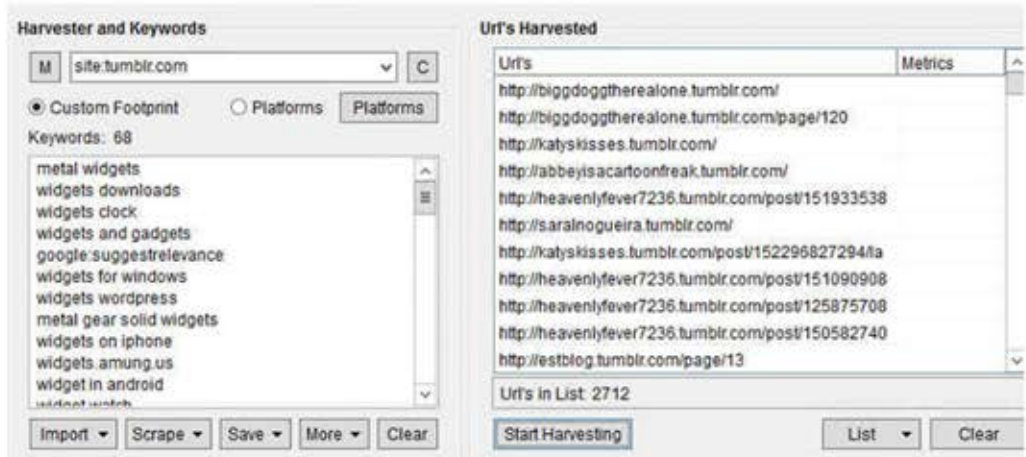 Harvester and Keywords
M site:tumblr.com C
Custom Footprint Platforms Platforms
Keywords: 68
metal widgets
widgets downloads
widgets clock
widgets and gadgets
google:suggestrelevance
widgets for windows
widgets wordpress
metal gear solid widgets
widgets on iphone
widgets.amung.us
widget in android
widget watch
Import Scrape Save More Clear
Url's Harvested
Url's Metrics
http://biggdoggtherealone.tumblr.com/
http://biggdoggtherealone.tumblr.com/page/120
http://katyskisses.tumblr.com/
http://abbeyisacartoonfreak.tumblr.com/
http://heavenlyfever7236.tumblr.com/post/151933538
http://saralnogueira.tumblr.com/
http://katyskisses.tumblr.com/post/152296827294/la
http://heavenlyfever7236.tumblr.com/post/151090908
http://heavenlyfever7236.tumblr.com/post/125875708
http://heavenlyfever7236.tumblr.com/post/150582740
http://estblog.tumblr.com/page/13
Url's in List: 2712
Start Harvesting List Clear